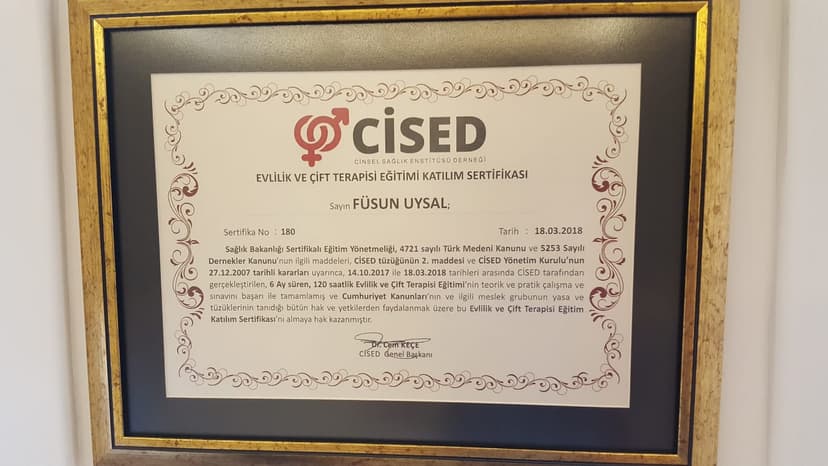 CİSED
CİNSEL SAĞLIK ENSTİTÜSÜ DERNEĞİ
EVLİLİK VE ÇİFT TERAPİSİ EĞİTİMİ KATILIM SERTİFİKASI
Sayın FÜSUN UYSAL;
Sertifika No : 180 Tarih : 18.03.2018
Sağlık Bakanlığı Sertifikalı Eğitim Yönetmeliği, 4721 sayılı Türk Medeni Kanunu ve 5253 Sayılı
Dernekler Kanunu'nun ilgili maddeleri, CİSED tüzüğünün 2. maddesi ve CİSED Yönetim Kurulu'nun
27.12.2007 tarihli kararları uyarınca, 14.10.2017 ile 18.03.2018 tarihleri arasında CİSED tarafından
gerçekleştirilen, 6 Ay süren, 120 saatlik Evlilik ve Çift Terapisi Eğitimi'nin teorik ve pratik çalışma ve
sınavını başarı ile tamamlamış ve Cumhuriyet Kanunları'nın ve ilgili meslek grubunun yasa ve
tüzüklerinin tanıdığı bütün hak ve yetkilerden faydalanmak üzere bu Evlilik ve Çift Terapisi Eğitim
Katılım Sertifikası'nı almaya hak kazanmıştır.
Dr. Cem KEÇE
CİSED Genel Başkanı